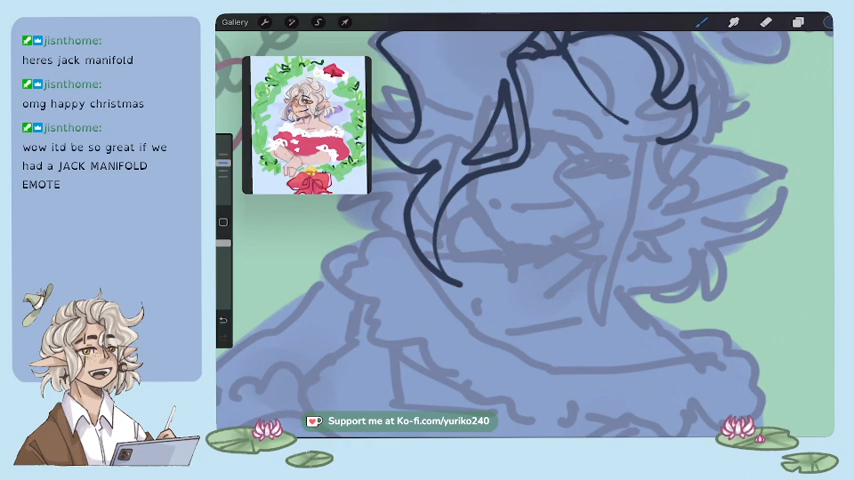 Gallery
jisnthome:
heres jack manifold
jisnthome:
omg happy christmas
jisnthome:
wow itd be so great if we
had a JACK MANIFOLD
EMOTE
Support me at Ko-fi.com/yuriko240